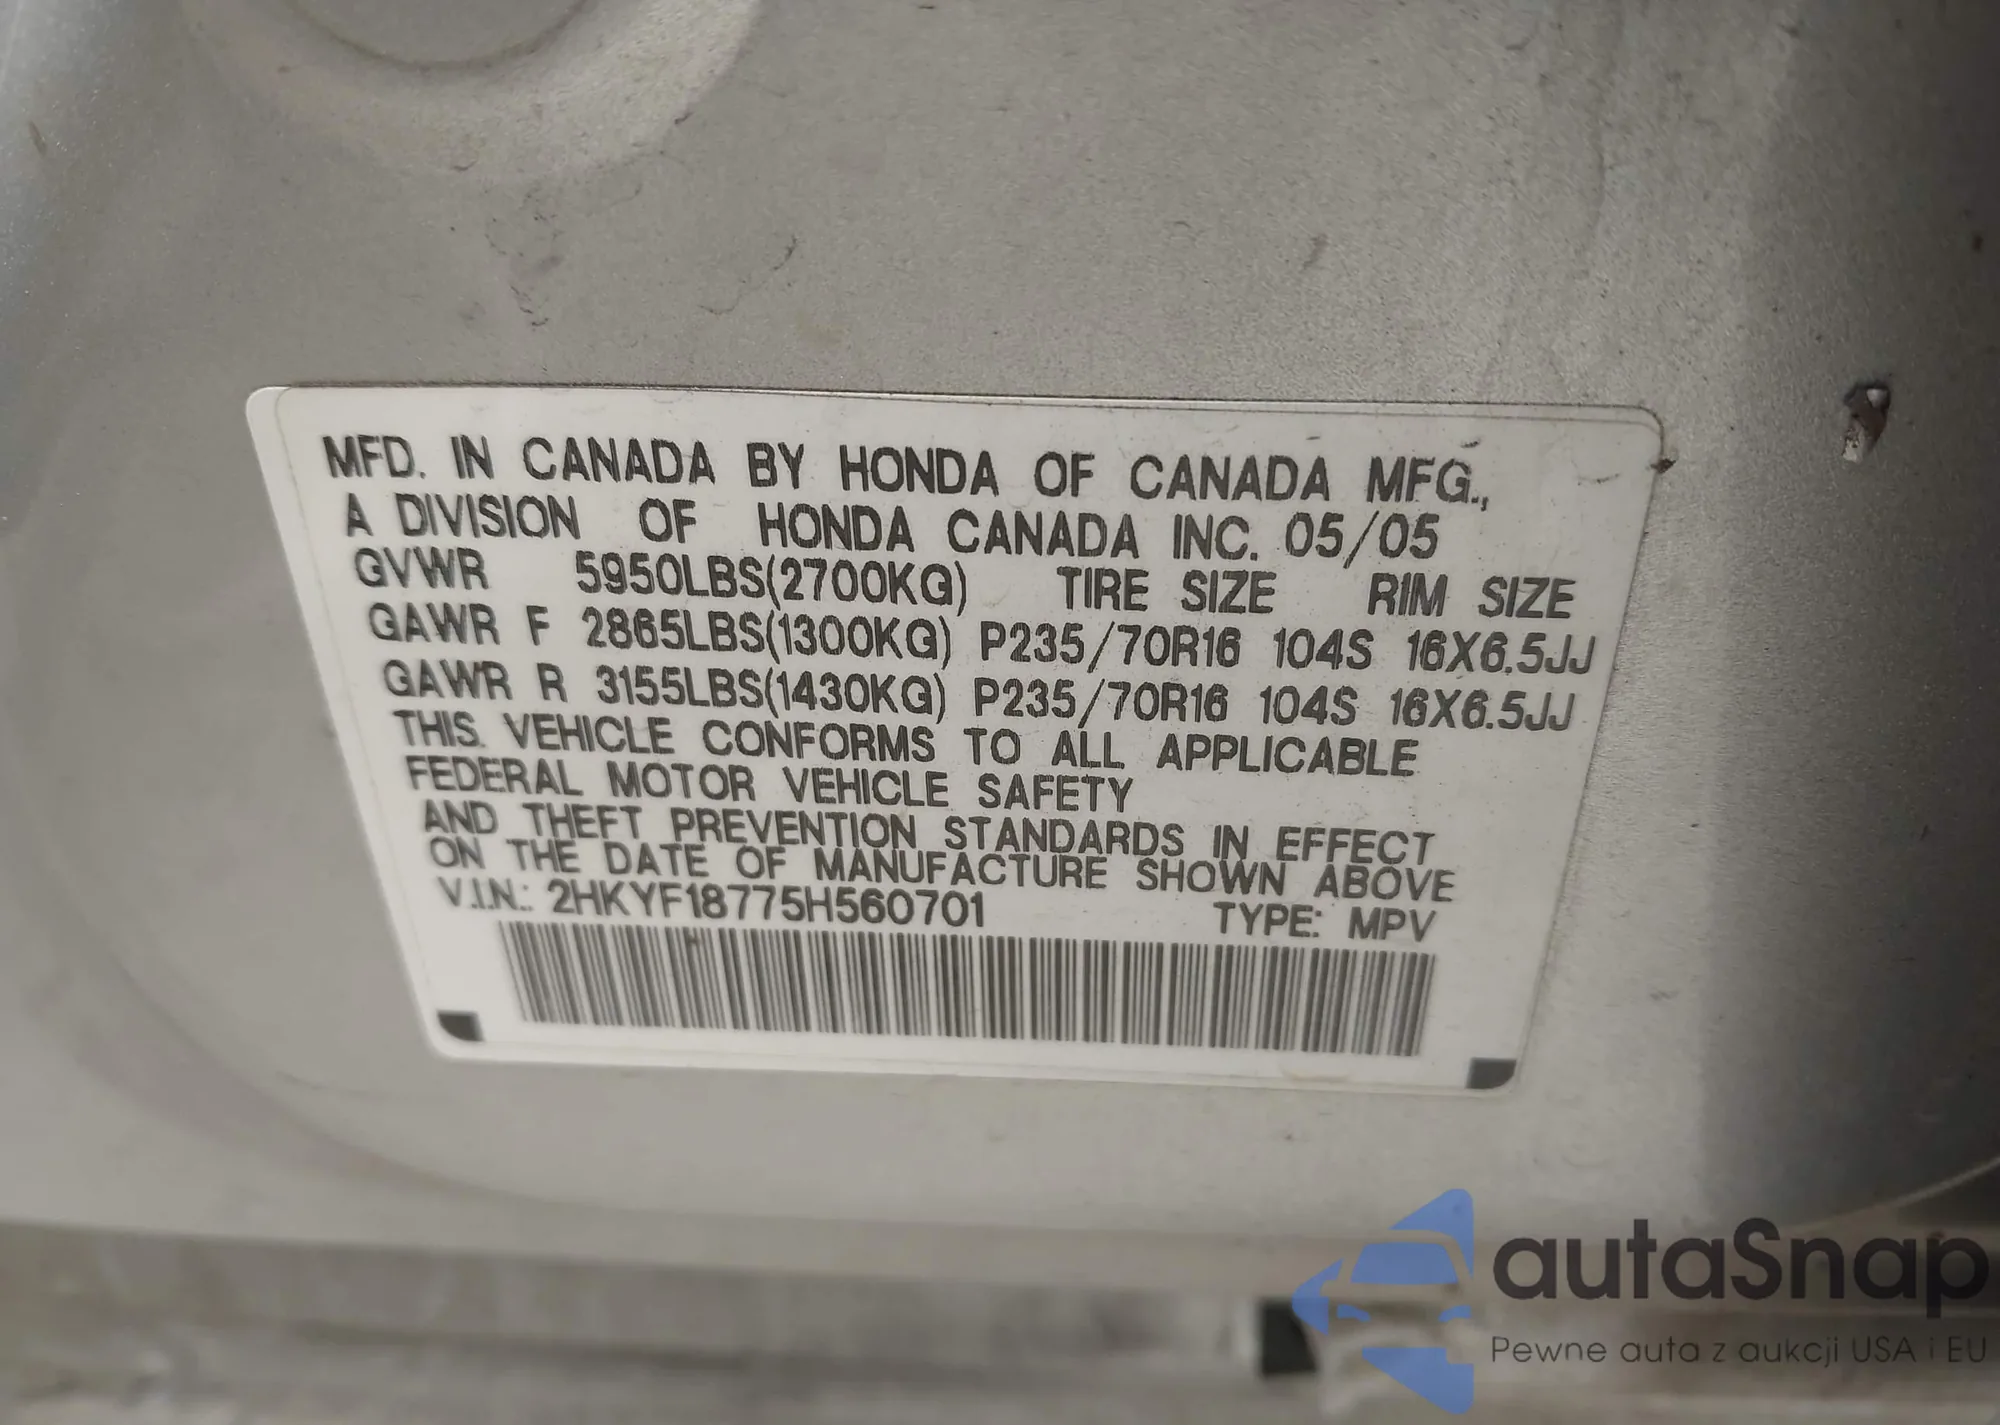 MFD. IN CANADA BY HONDA OF CANADA MFG.,
A DIVISION OF HONDA CANADA INC. 05/05
GVWR 5950LBS(2700KG) TIRE SIZE RIM SIZE
GAWR F 2865LBS(1300KG) P235/70R16 104S 16X6.5JJ
GAWR R 3155LBS(1430KG) P235/70R16 104S 16X6.5JJ
THIS VEHICLE CONFORMS TO ALL APPLICABLE
FEDERAL MOTOR VEHICLE SAFETY
AND THEFT PREVENTION STANDARDS IN EFFECT
ON THE DATE OF MANUFACTURE SHOWN ABOVE
V.I.N.: 2HKYF18775H560701 TYPE: MPV
autaSnap
Pewne auta z aukcji USA i EU